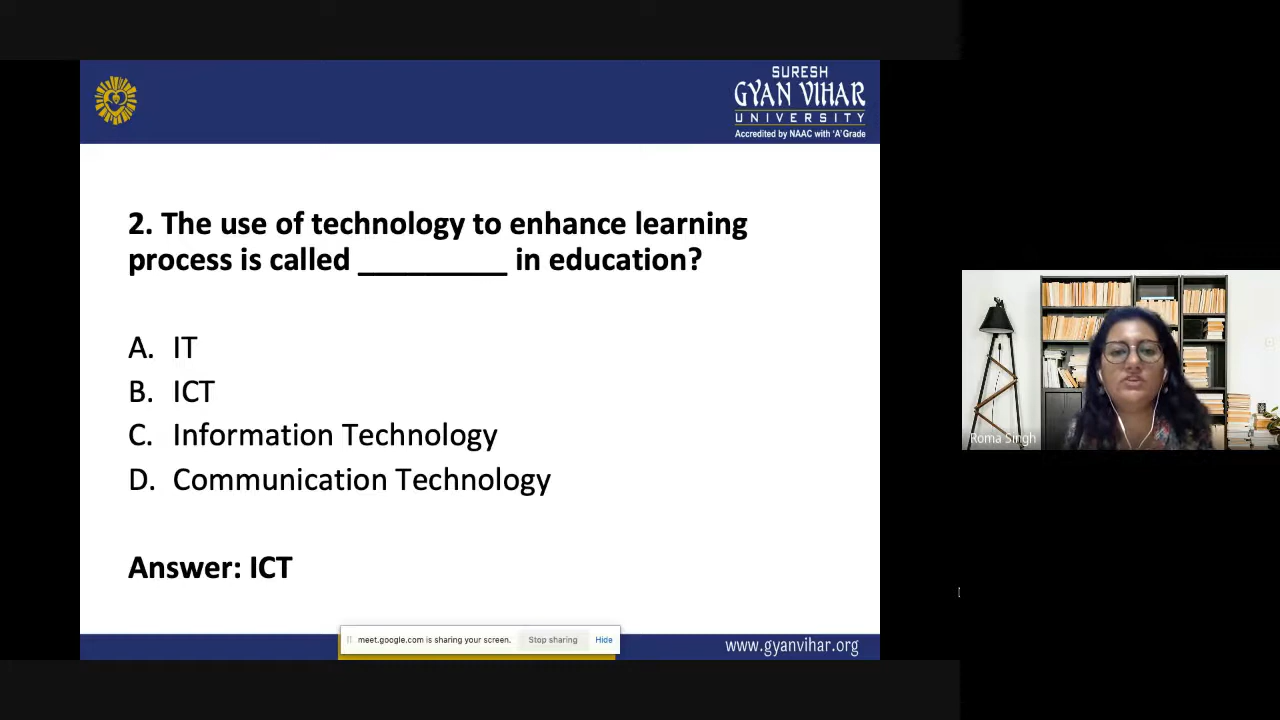 SURESH
GYAN VIHAR
UNIVERSITY
Accredited by NAAC with 'A' Grade
2. The use of technology to enhance learning
process is called _________ in education?
A. IT
B. ICT
C. Information Technology
D. Communication Technology
Answer: ICT
meet.google.com is sharing your screen. Stop sharing Hide
www.gyanvihar.org
Roma Singh